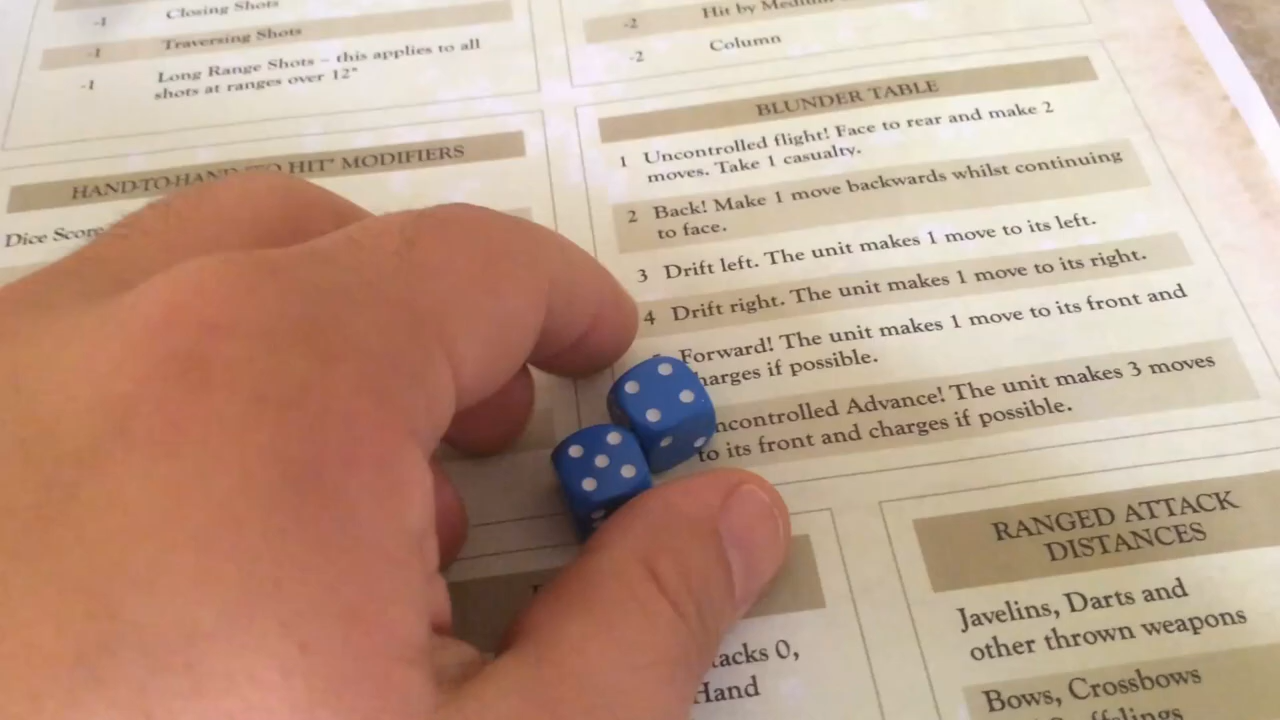 -1 Closing Shots
-1 Traversing Shots
-1 Long Range Shots – this applies to all
shots at ranges over 12"
HAND-TO-HAND 'TO HIT' MODIFIERS
Dice Score
-2 Hit by Medium
-2 Column
BLUNDER TABLE
1 Uncontrolled flight! Face to rear and make 2
moves. Take 1 casualty.
2 Back! Make 1 move backwards whilst continuing
to face.
3 Drift left. The unit makes 1 move to its left.
4 Drift right. The unit makes 1 move to its right.
Forward! The unit makes 1 move to its front and
harges if possible.
ncontrolled Advance! The unit makes 3 moves
to its front and charges if possible.
tacks 0,
Hand
RANGED ATTACK
DISTANCES
Javelins, Darts and
other thrown weapons
Bows, Crossbows